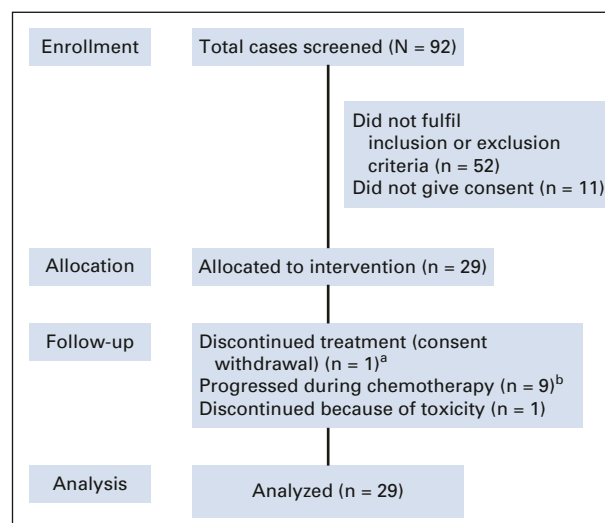 Enrollment
Total cases screened (N = 92)
Did not fulfil
inclusion or exclusion
criteria (n = 52)
Did not give consent (n = 11)
Allocation
Allocated to intervention (n = 29)
Follow-up
Discontinued treatment (consent
withdrawal) (n = 1)ᵃ
Progressed during chemotherapy (n = 9)ᵇ
Discontinued because of toxicity (n = 1)
Analysis
Analyzed (n = 29)